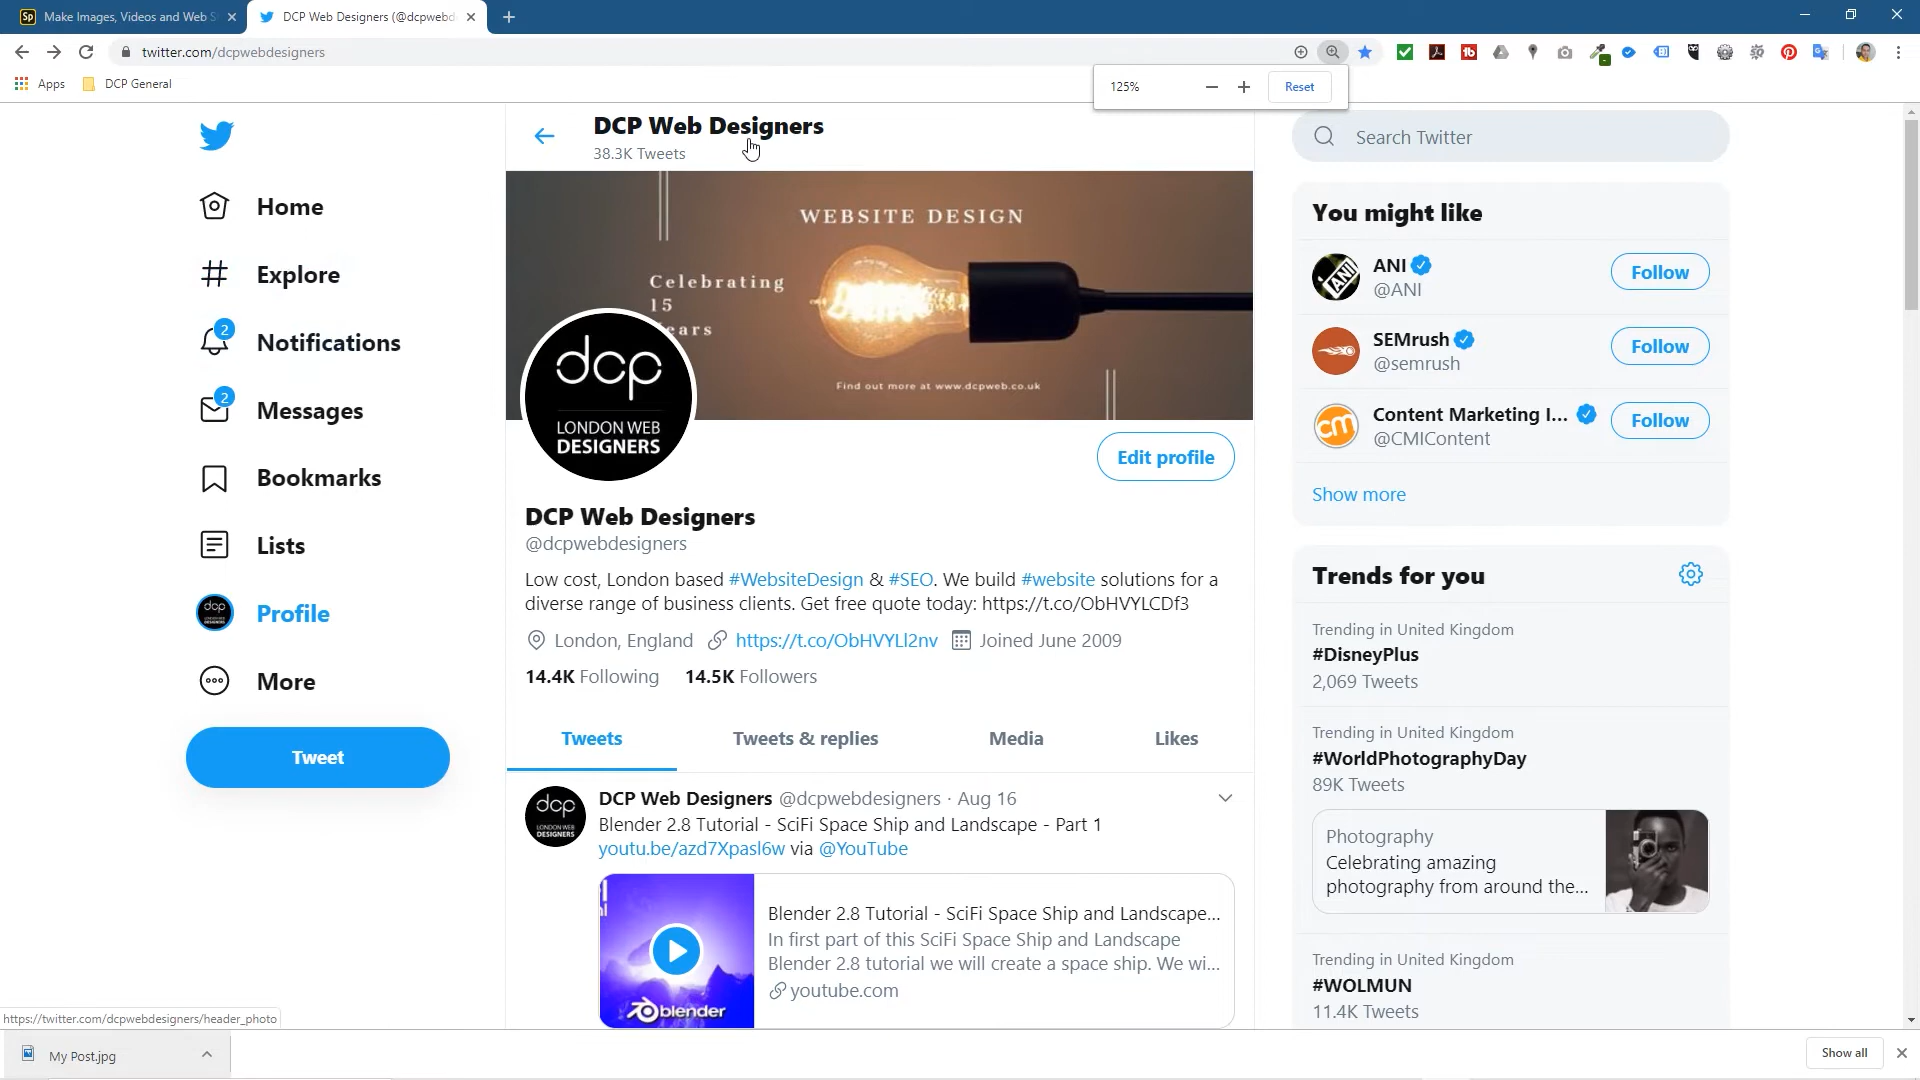 Make Images, Videos and Web S
DCP Web Designers (@dcpwebd
twitter.com/dcpwebdesigners
Apps
DCP General
125%
Reset
DCP Web Designers
38.3K Tweets
Search Twitter
Home
Explore
2
Notifications
2
Messages
Bookmarks
Lists
Profile
More
Tweet
WEBSITE DESIGN
Celebrating
15
ears
Find out more at www.dcpweb.co.uk
dcp
LONDON WEB
DESIGNERS
Edit profile
DCP Web Designers
@dcpwebdesigners
Low cost, London based #WebsiteDesign & #SEO. We build #website solutions for a
diverse range of business clients. Get free quote today: https://t.co/ObHVYLCDf3
London, England https://t.co/ObHVYLl2nv Joined June 2009
14.4K Following 14.5K Followers
Tweets Tweets & replies Media Likes
dcp
LONDON WEB
DESIGNERS
DCP Web Designers @dcpwebdesigners · Aug 16
Blender 2.8 Tutorial - SciFi Space Ship and Landscape - Part 1
youtu.be/azd7Xpasl6w via @YouTube
blender
Blender 2.8 Tutorial - SciFi Space Ship and Landscape...
In first part of this SciFi Space Ship and Landscape
Blender 2.8 tutorial we will create a space ship. We wi...
youtube.com
You might like
ANI
@ANI
Follow
SEMrush
@semrush
Follow
cm
Content Marketing I...
@CMIContent
Follow
Show more
Trends for you
Trending in United Kingdom
#DisneyPlus
2,069 Tweets
Trending in United Kingdom
#WorldPhotographyDay
89K Tweets
Photography
Celebrating amazing
photography from around the...
Trending in United Kingdom
#WOLMUN
11.4K Tweets
https://twitter.com/dcpwebdesigners/header_photo
My Post.jpg
Show all